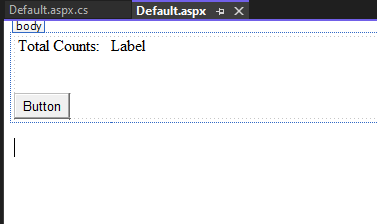 Default.aspx.cs Default.aspx
body
Total Counts: Label
Button